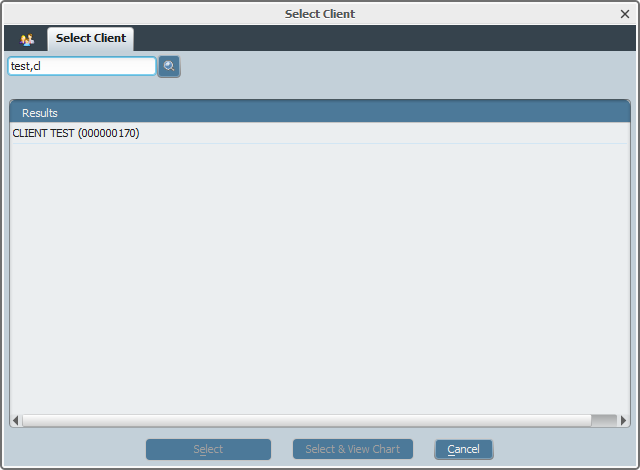 Select Client
Select Client
test,cl
Results
CLIENT TEST (000000170)
Select Select & View Chart Cancel